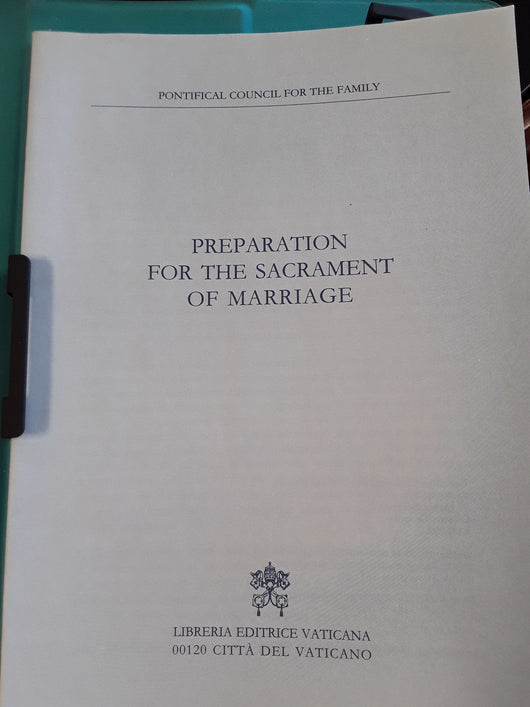 PONTIFICAL COUNCIL FOR THE FAMILY
PREPARATION
FOR THE SACRAMENT
OF MARRIAGE
LIBRERIA EDITRICE VATICANA
00120 CITTÀ DEL VATICANO